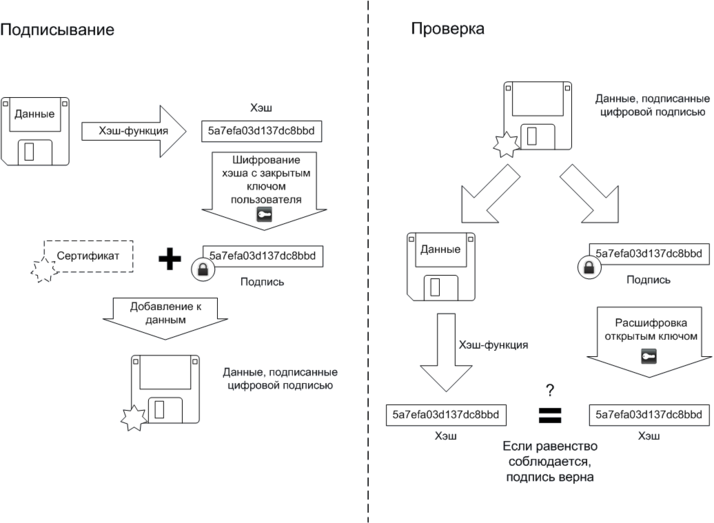 Подписывание
Данные
Хэш-функция
Хэш
5a7efa03d137dc8bbd
Шифрование
хэша с закрытым
ключом
пользователя
Сертификат
+
5a7efa03d137dc8bbd
Подпись
Добавление к
данным
Данные, подписанные
цифровой подписью
Проверка
Данные, подписанные
цифровой подписью
Данные
5a7efa03d137dc8bbd
Подпись
Хэш-функция
Расшифровка
открытым ключом
5a7efa03d137dc8bbd
Хэш
?
=
5a7efa03d137dc8bbd
Хэш
Если равенство
соблюдается,
подпись верна